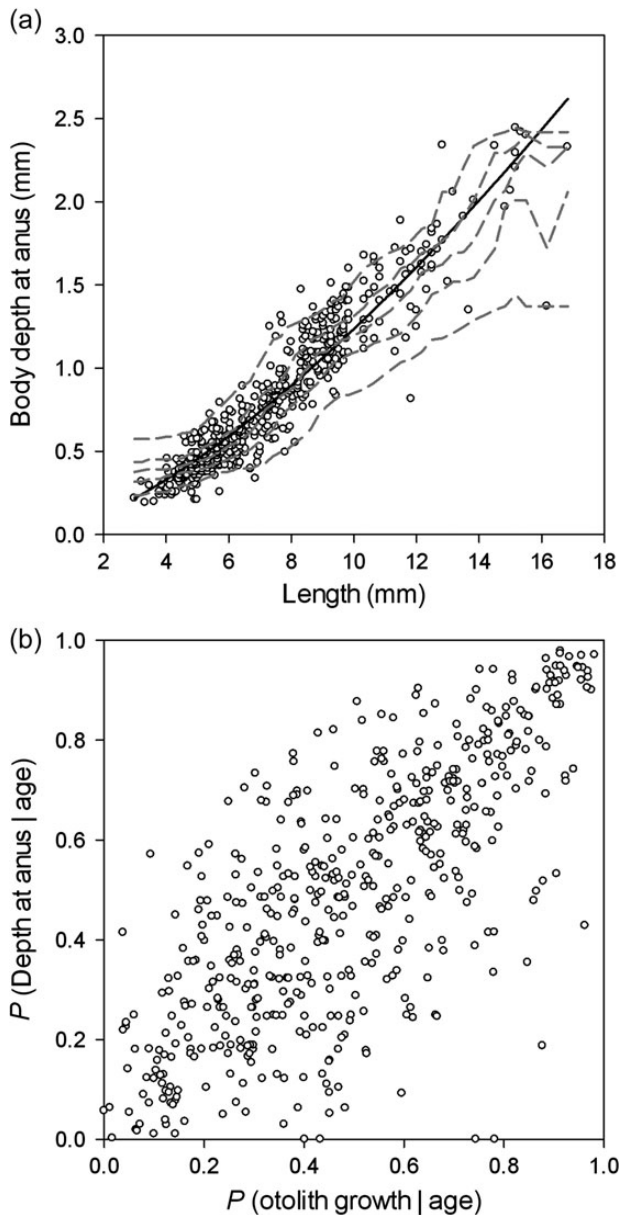 (a)
3.0
2.5
2.0
1.5
1.0
0.5
0.0
Body depth at anus (mm)
2 4 6 8 10 12 14 16 18
Length (mm)
(b)
1.0
0.8
0.6
0.4
0.2
0.0
P (Depth at anus | age)
0.0 0.2 0.4 0.6 0.8 1.0
P (otolith growth | age)